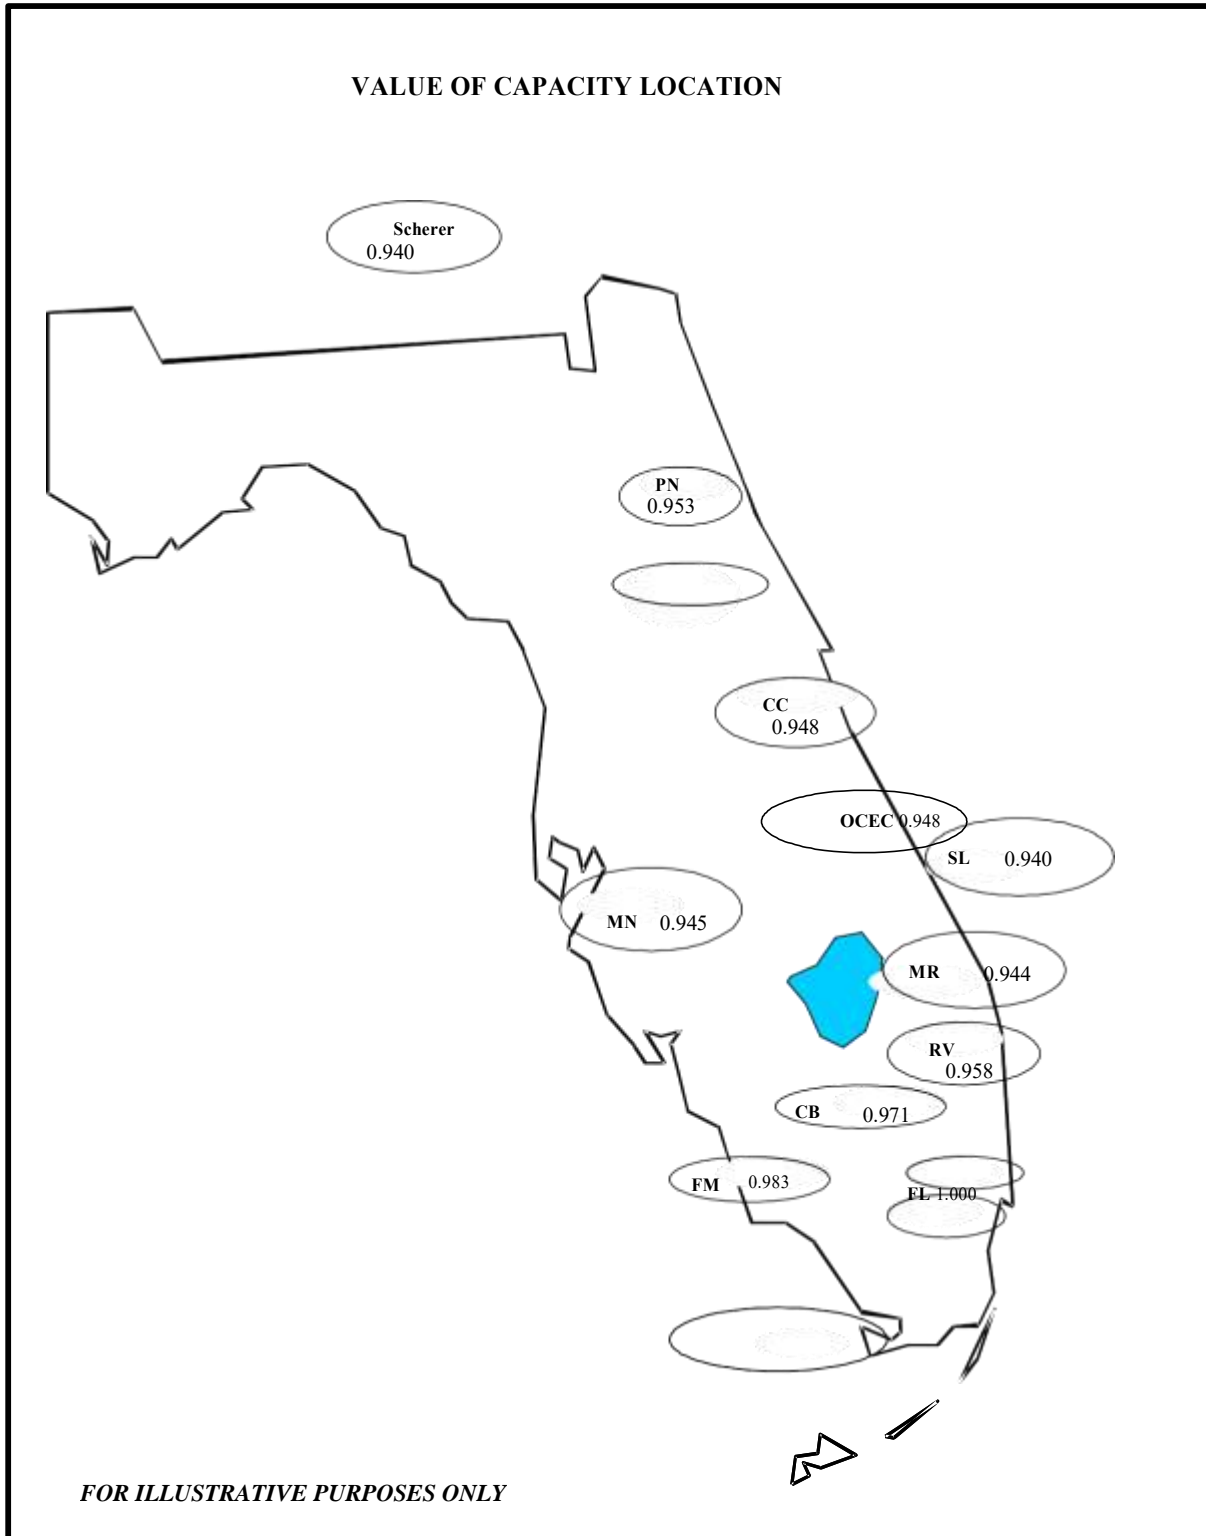 VALUE OF CAPACITY LOCATION
Scherer
0.940
PN
0.953
CC
0.948
OCEC 0.948
SL 0.940
MN 0.945
MR 0.944
RV
0.958
CB 0.971
FM 0.983
FL 1.000
FOR ILLUSTRATIVE PURPOSES ONLY